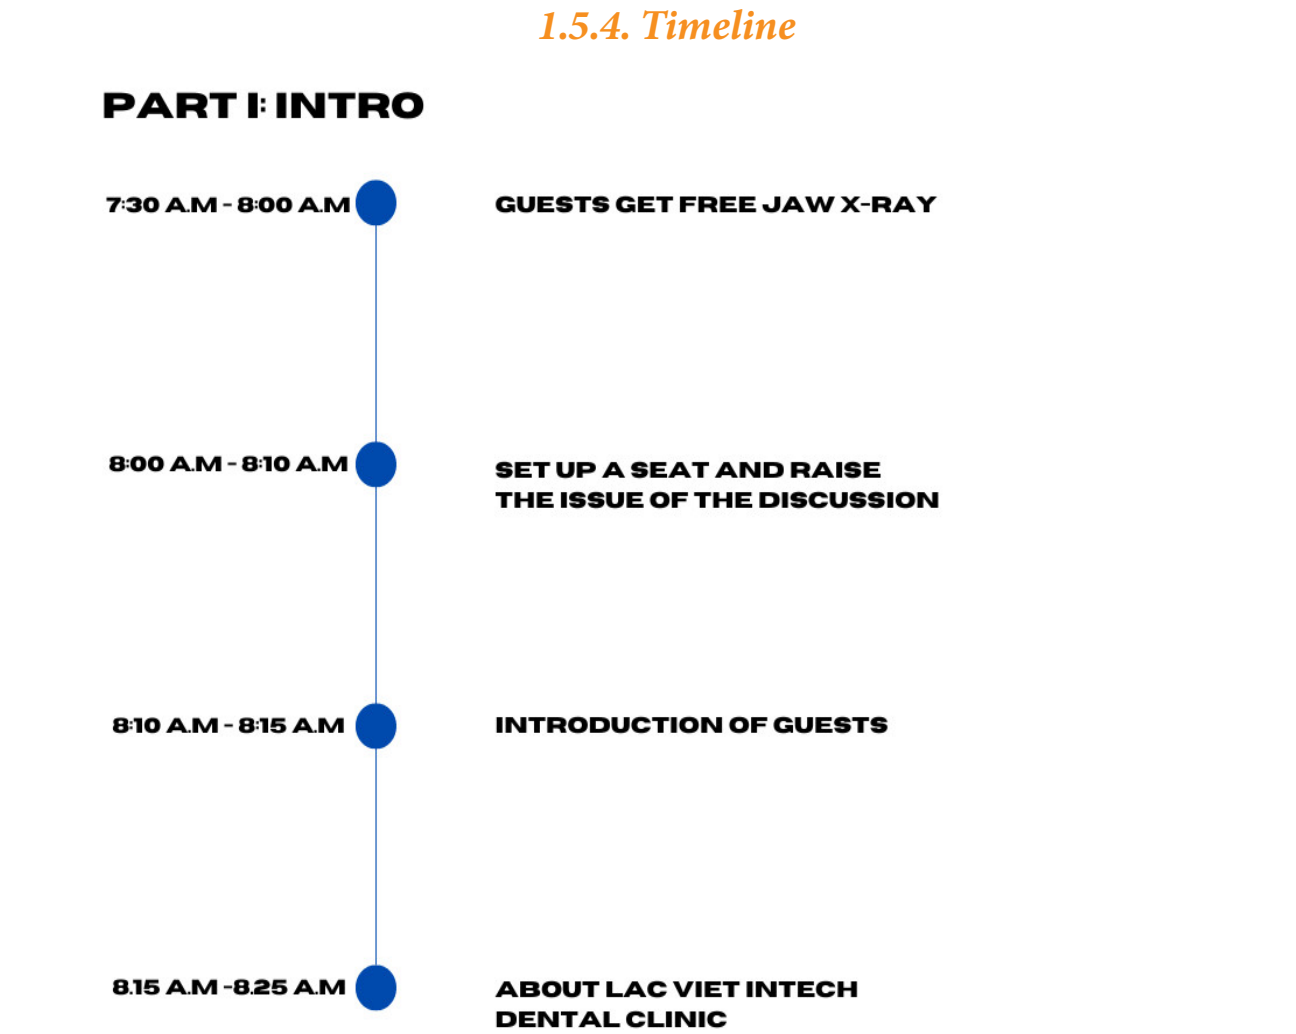 1.5.4. Timeline
PART I: INTRO
7:30 A.M - 8:00 A.M
GUESTS GET FREE JAW X-RAY
8:00 A.M - 8:10 A.M
SET UP A SEAT AND RAISE
THE ISSUE OF THE DISCUSSION
8:10 A.M - 8:15 A.M
INTRODUCTION OF GUESTS
8.15 A.M -8.25 A.M
ABOUT LAC VIET INTECH
DENTAL CLINIC